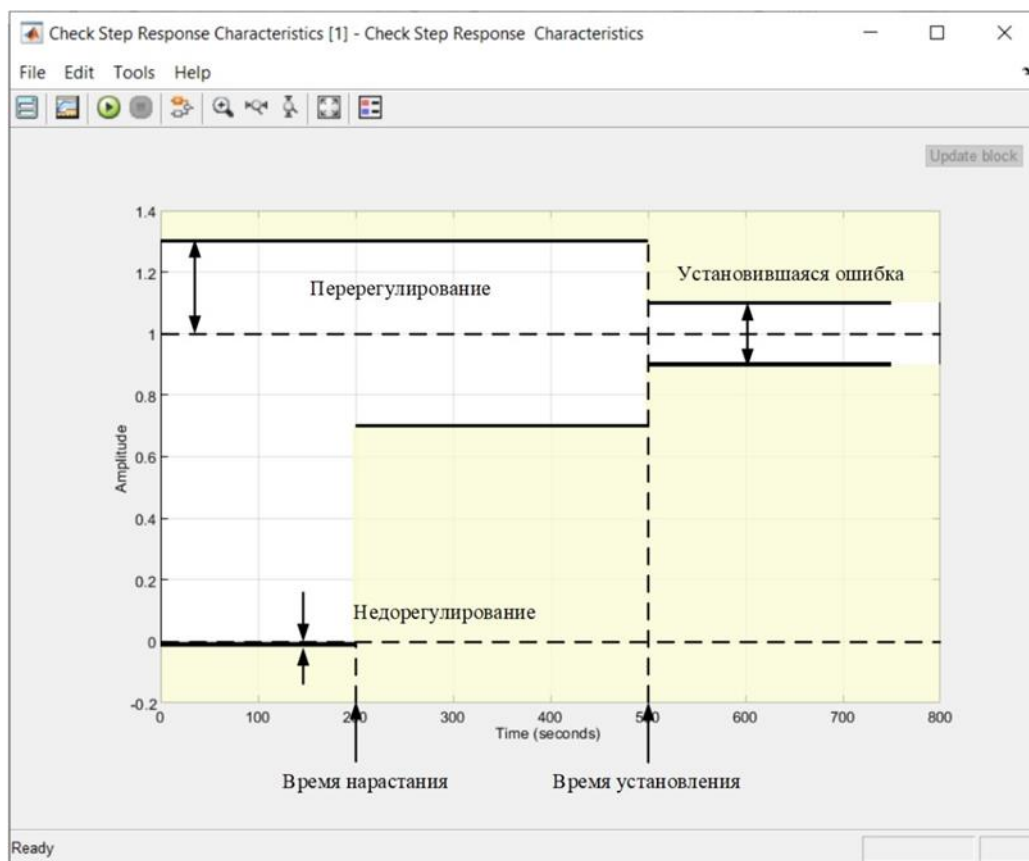 Check Step Response Characteristics [1] - Check Step Response  Characteristics
File Edit Tools Help
Update block
1.4
1.2
1
0.8
0.6
0.4
0.2
0
-0.2
Amplitude
Перерегулирование
Установившаяся ошибка
Недорегулирование
0 100 200 300 400 500 600 700 800
Time (seconds)
Время нарастания
Время установления
Ready